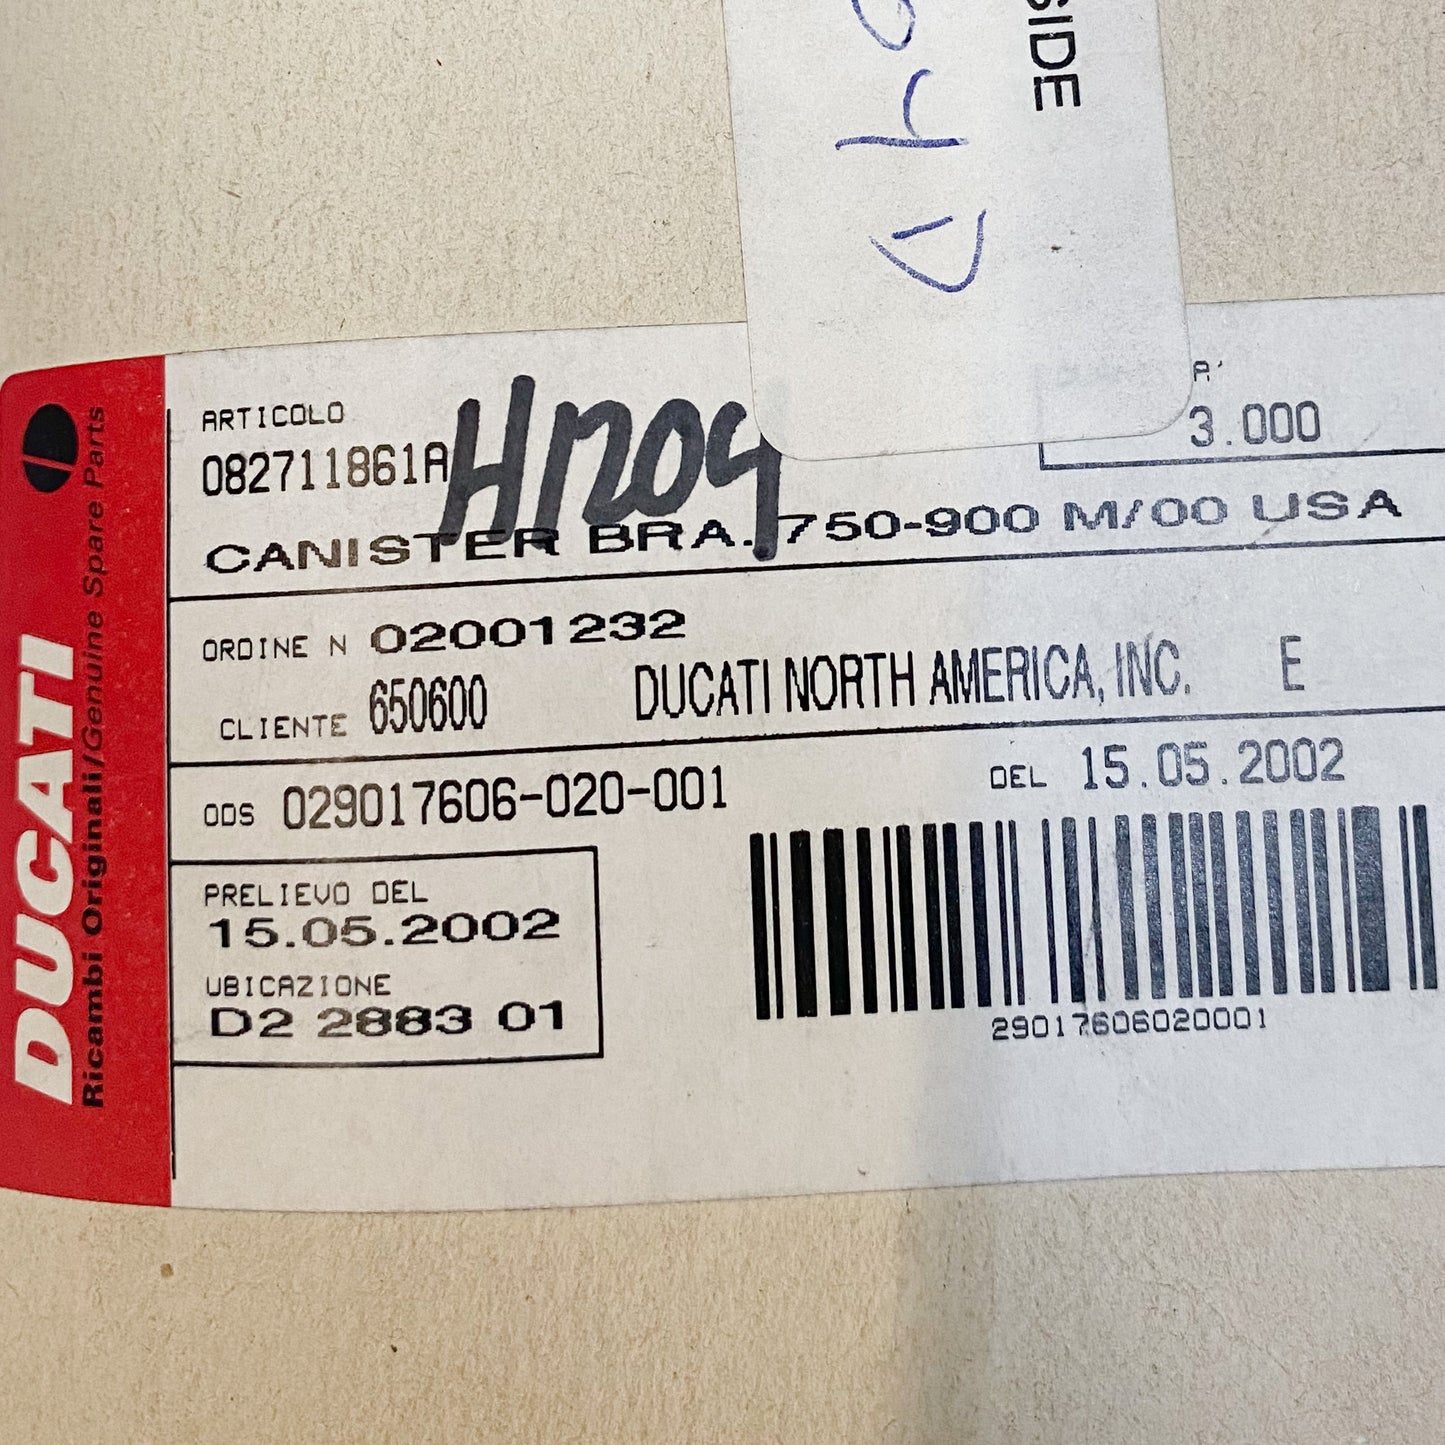 SIDE
DUCATI
Ricambi Originali/Genuine Spare Parts
ARTICOLO
082711861A
3.000
CANISTER BRA. 750-900 M/00 USA
ORDINE N 02001232
CLIENTE 650600 DUCATI NORTH AMERICA, INC. E
ODS 029017606-020-001 DEL 15.05.2002
PRELIEVO DEL
15.05.2002
UBICAZIONE
D2 2883 01
29017606020001